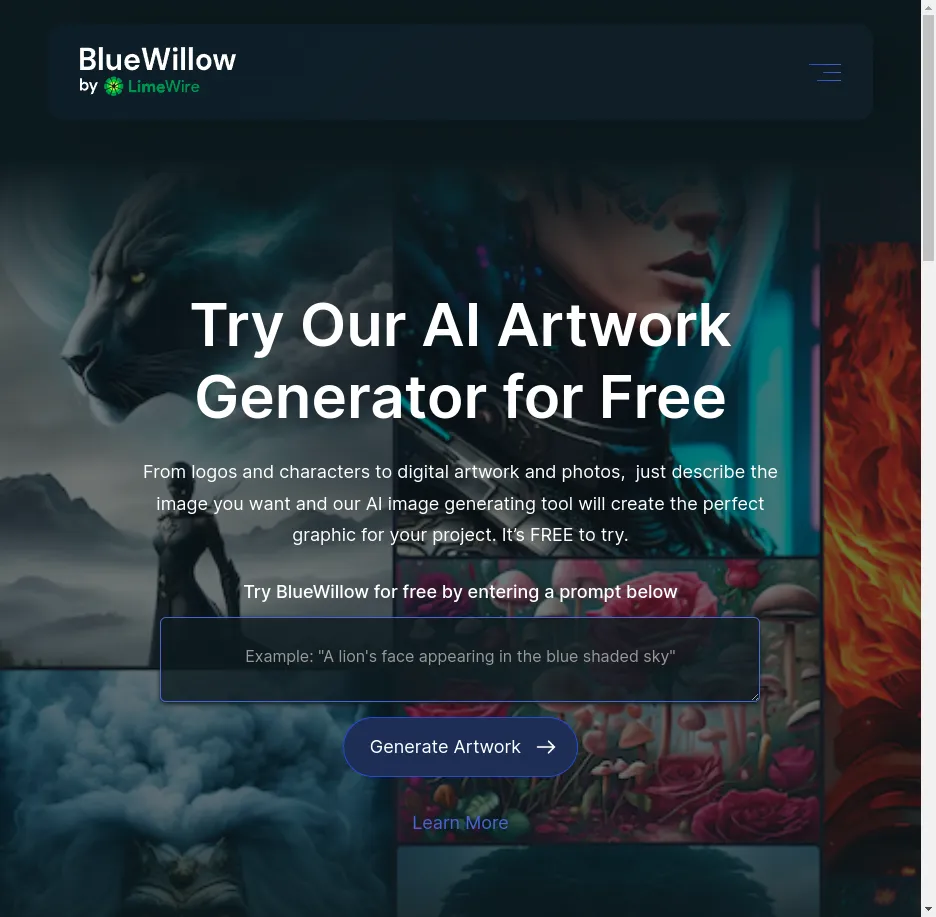 BlueWillow
by LimeWire
Try Our AI Artwork
Generator for Free
From logos and characters to digital artwork and photos,  just describe the
image you want and our AI image generating tool will create the perfect
graphic for your project. It’s FREE to try.
Try BlueWillow for free by entering a prompt below
Example: "A lion's face appearing in the blue shaded sky"
Generate Artwork
Learn More